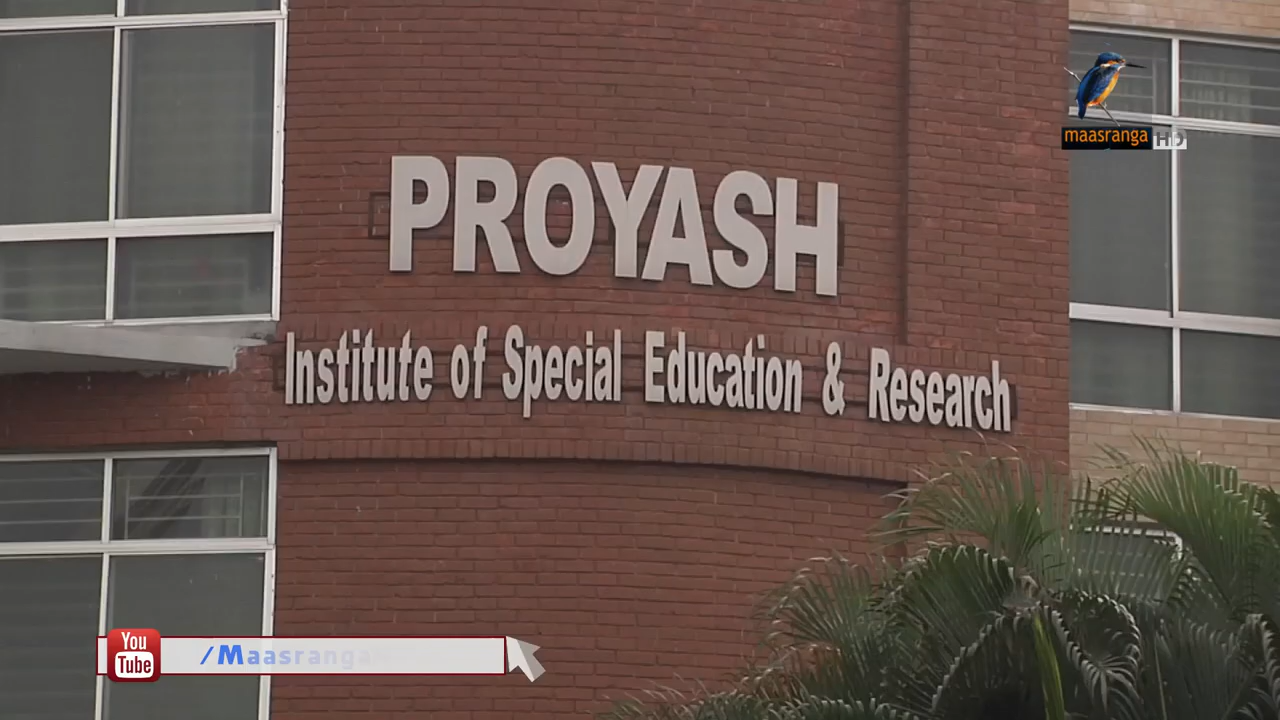 maasranga HD
PROYASH
Institute of Special Education & Research
You
Tube
/Maasranga